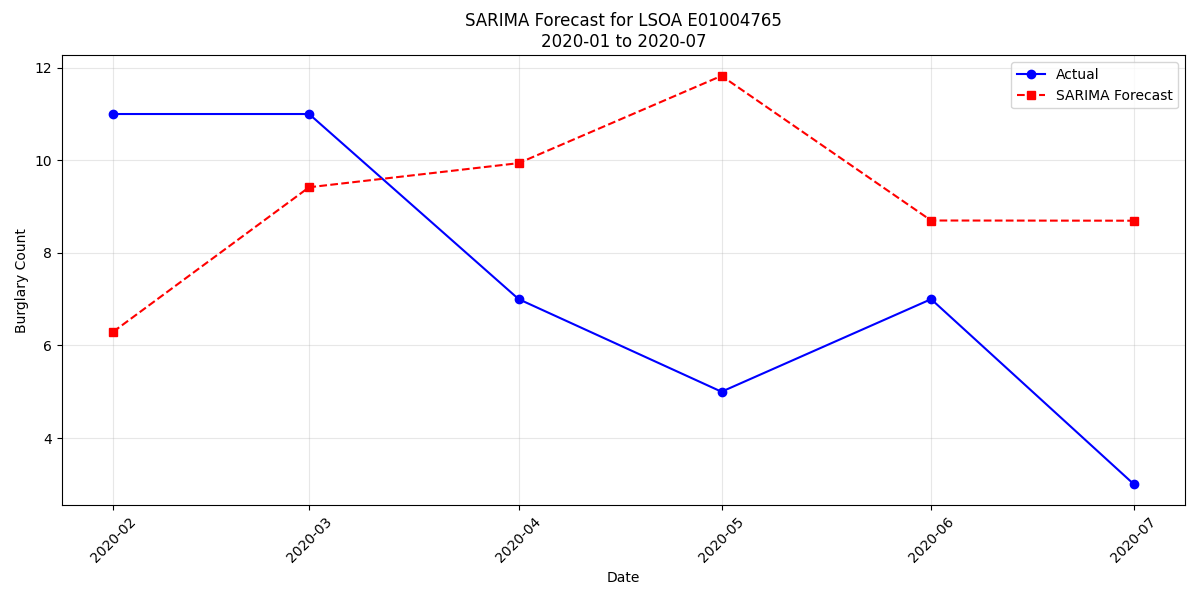 SARIMA Forecast for LSOA E01004765
2020-01 to 2020-07
12
10
8
6
4
Burglary Count
Actual
SARIMA Forecast
2020-02
2020-03
2020-04
2020-05
2020-06
2020-07
Date